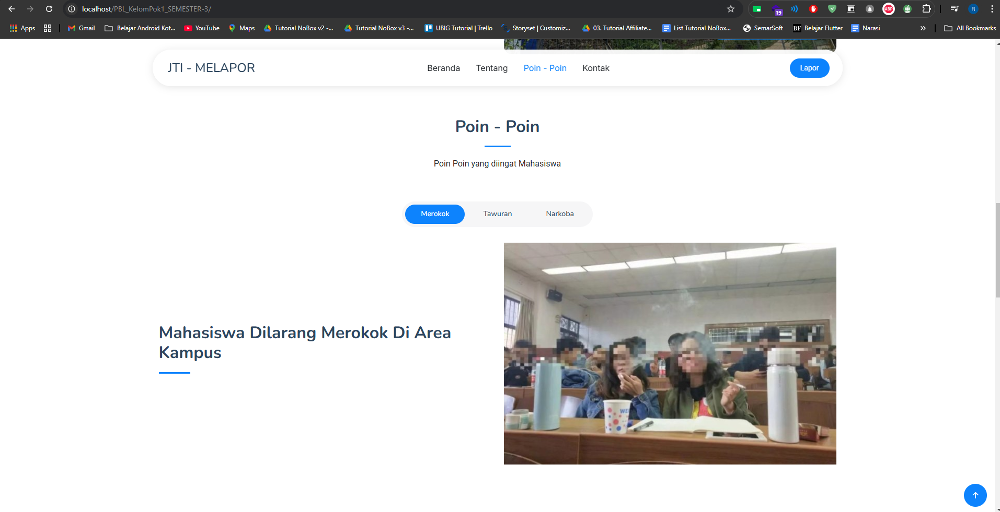 localhost/PBL_KelomPok1_SEMESTER-3/
19
ABP
R
Apps
Gmail
Belajar Android Kot...
YouTube
Maps
Tutorial NoBox v2 -...
Tutorial NoBox v3 -...
UBIG Tutorial | Trello
Storyset | Customiz...
03. Tutorial Affiliate...
List Tutorial NoBox...
SemarSoft
BF
Belajar Flutter
Narasi
All Bookmarks
JTI - MELAPOR
Beranda
Tentang
Poin - Poin
Kontak
Lapor
Poin - Poin
Poin Poin yang diingat Mahasiswa
Merokok
Tawuran
Narkoba
Mahasiswa Dilarang Merokok Di Area
Kampus